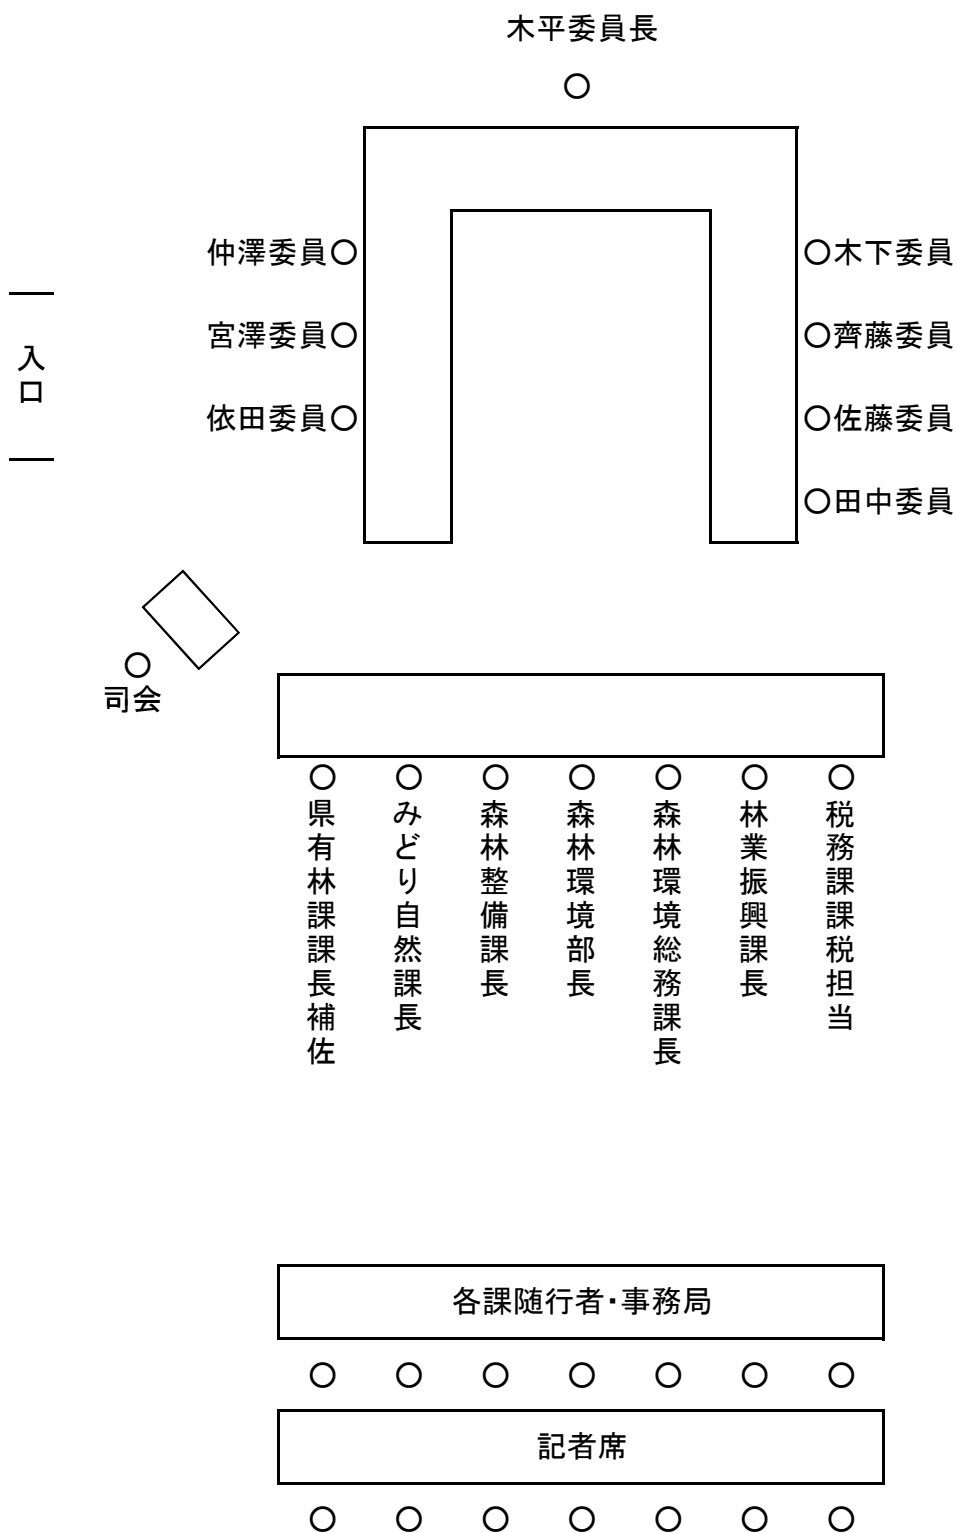 木平委員長
仲澤委員○
○木下委員
宮澤委員○
○齊藤委員
入口
依田委員○
○佐藤委員
○田中委員
司会
県有林課課長補佐
みどり自然課長
森林整備課長
森林環境部長
森林環境総務課長
林業振興課長
税務課課税担当
各課随行者・事務局
記者席